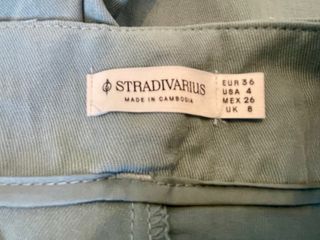 STRADIVARIUS
MADE IN CAMBODIA
EUR 36
USA 4
MEX 26
UK 8